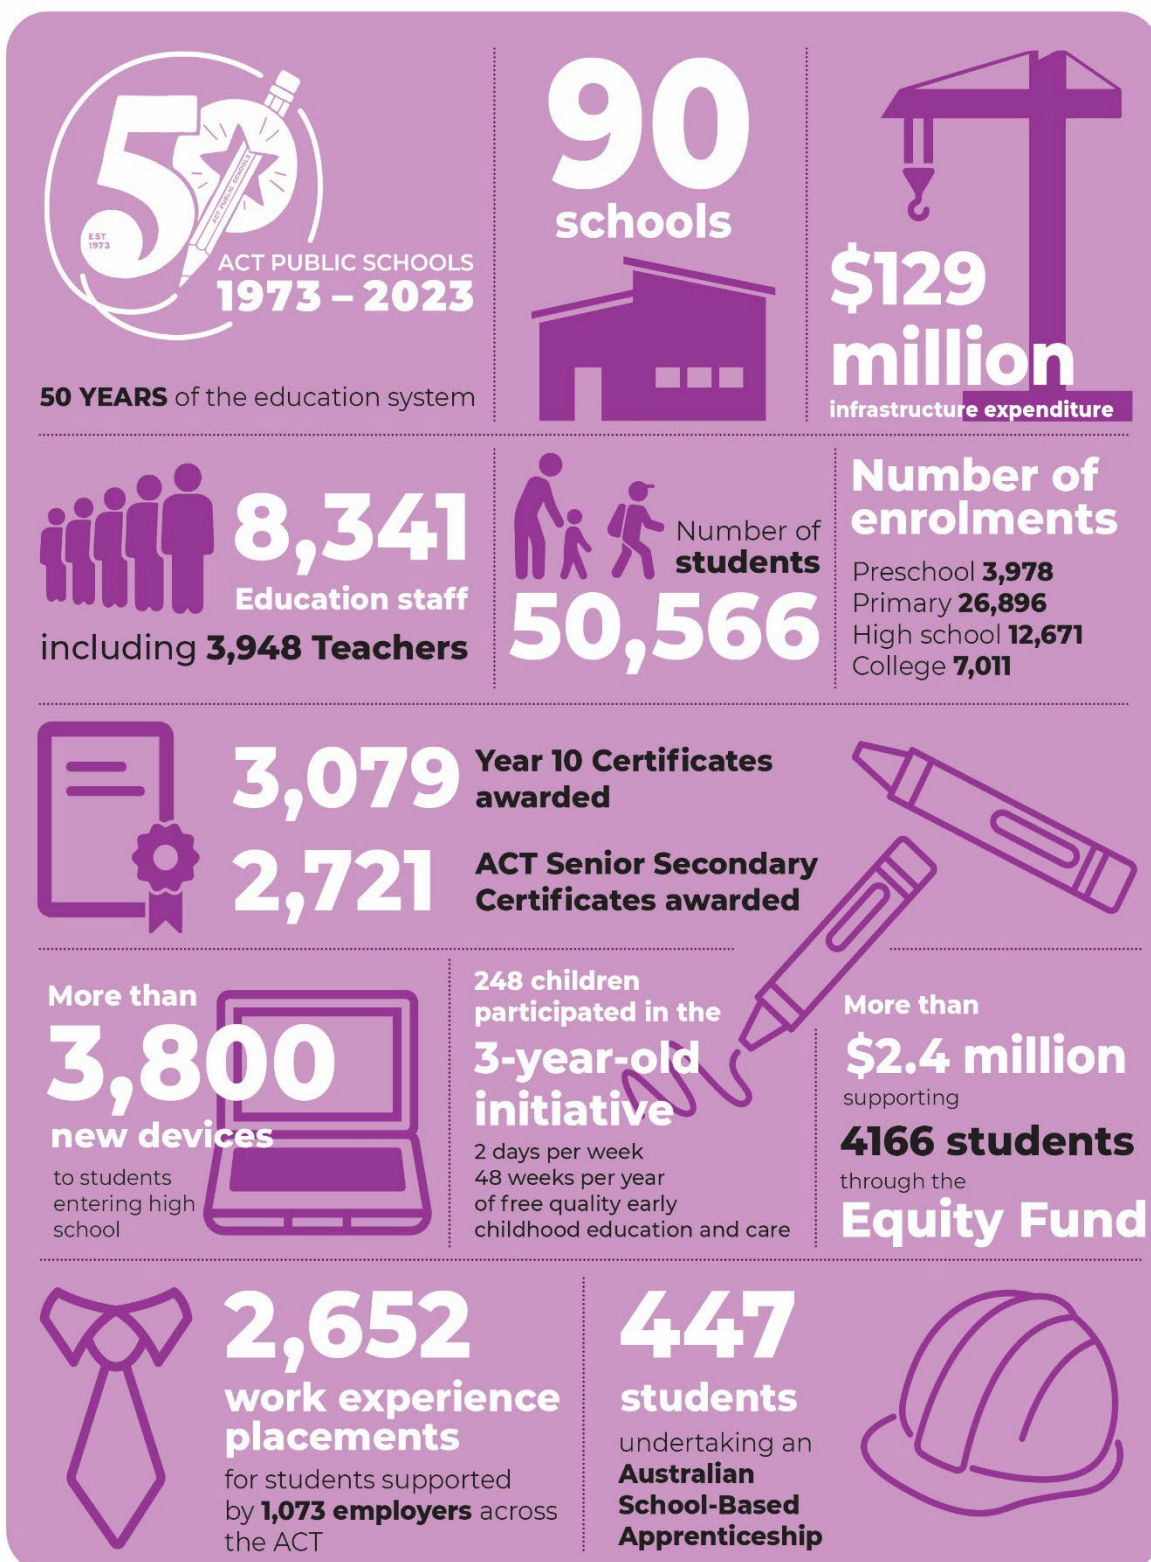 EST
1973
ACT PUBLIC SCHOOLS
ACT PUBLIC SCHOOLS
1973 – 2023
50 YEARS of the education system
90
schools
$129
million
infrastructure expenditure
8,341
Education staff
including 3,948 Teachers
Number of
students
50,566
Number of
enrolments
Preschool 3,978
Primary 26,896
High school 12,671
College 7,011
3,079
Year 10 Certificates
awarded
2,721
ACT Senior Secondary
Certificates awarded
More than
3,800
new devices
to students
entering high
school
248 children
participated in the
3-year-old
initiative
2 days per week
48 weeks per year
of free quality early
childhood education and care
More than
$2.4 million
supporting
4166 students
through the
Equity Fund
2,652
work experience
placements
for students supported
by 1,073 employers across
the ACT
447
students
undertaking an
Australian
School-Based
Apprenticeship